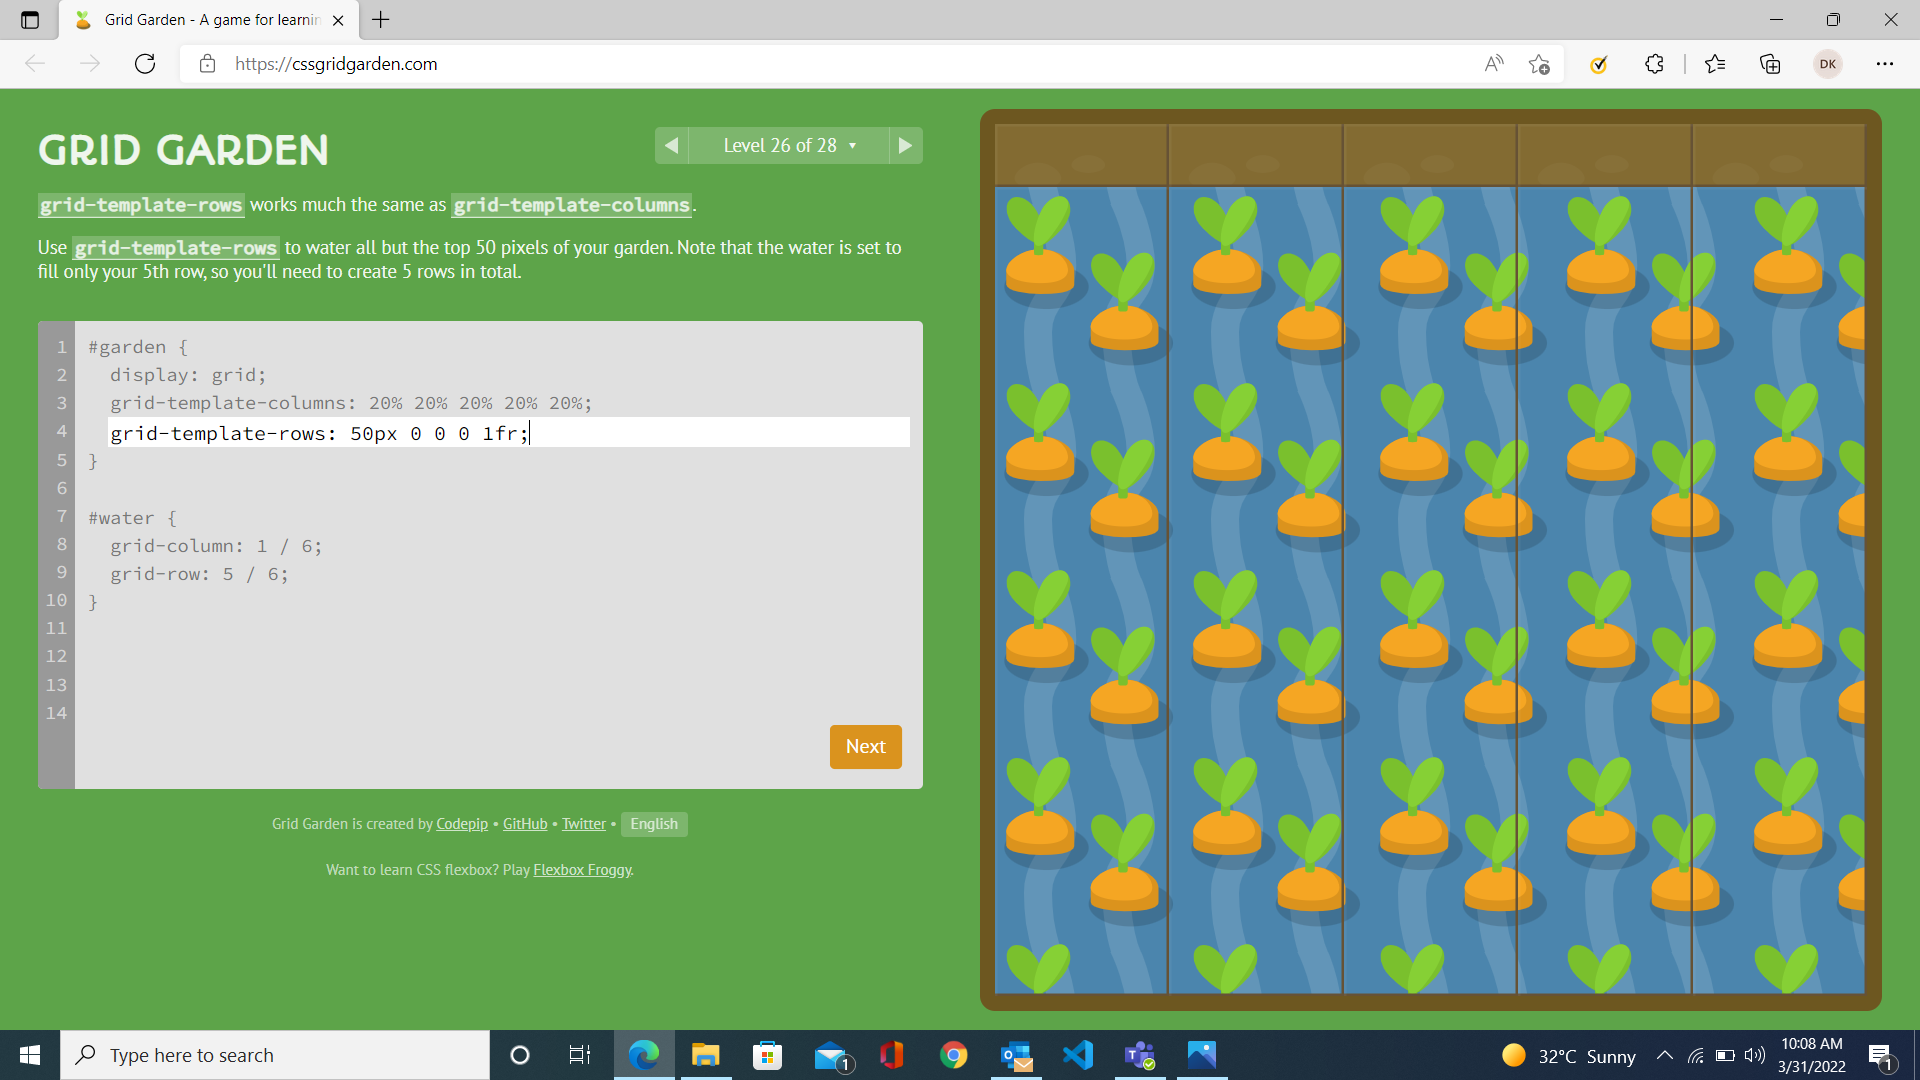 Grid Garden - A game for learnin
https://cssgridgarden.com
DK
GRID GARDEN
Level 26 of 28
grid-template-rows works much the same as grid-template-columns.
Use grid-template-rows to water all but the top 50 pixels of your garden. Note that the water is set to
fill only your 5th row, so you'll need to create 5 rows in total.
1 #garden {
2 display: grid;
3 grid-template-columns: 20% 20% 20% 20% 20%;
4 grid-template-rows: 50px 0 0 0 1fr;
5 }
6
7 #water {
8 grid-column: 1 / 6;
9 grid-row: 5 / 6;
10 }
11
12
13
14
Next
Grid Garden is created by Codepip • GitHub • Twitter • English
Want to learn CSS flexbox? Play Flexbox Froggy.
Type here to search
1
32°C Sunny
10:08 AM
3/31/2022
1